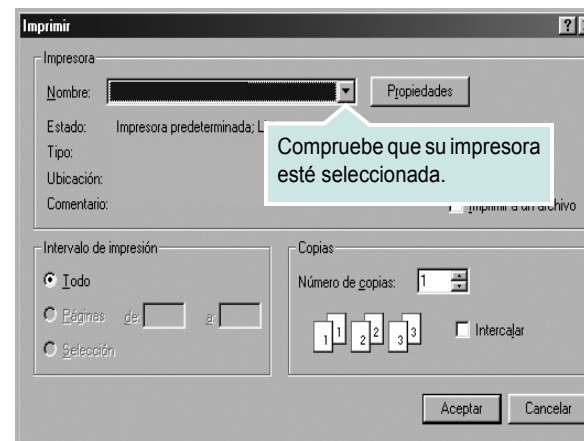 Imprimir
Impresora
Nombre:
Propiedades
Estado: Impresora predeterminada;
Tipo:
Ubicación:
Comentario:
Imprimir a un archivo
Compruebe que su impresora
esté seleccionada.
Intervalo de impresión
Todo
Páginas de: a:
Selección
Copias
Número de copias: 1
1 1 2 2 3 3
Intercalar
Aceptar Cancelar